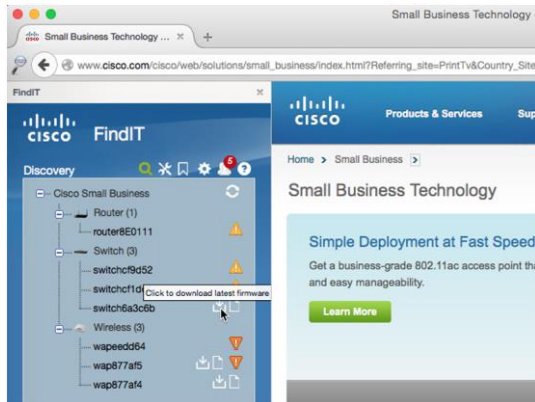 Small Business Technology
Small Business Technology ...
www.cisco.com/cisco/web/solutions/small_business/index.html?Referring_site=PrintTv&Country_Site
FindIT
CISCO FindIT
CISCO
Products & Services
Sup
Discovery
5
Home > Small Business >
Cisco Small Business
Small Business Technology
Router (1)
router8E0111
Switch (3)
switchcf9d52
switchcf1d
Click to download latest firmware
switch6a3c6b
Wireless (3)
wapeedd64
wap877af5
wap877af4
Simple Deployment at Fast Speed
Get a business-grade 802.11ac access point tha
and easy manageability.
Learn More